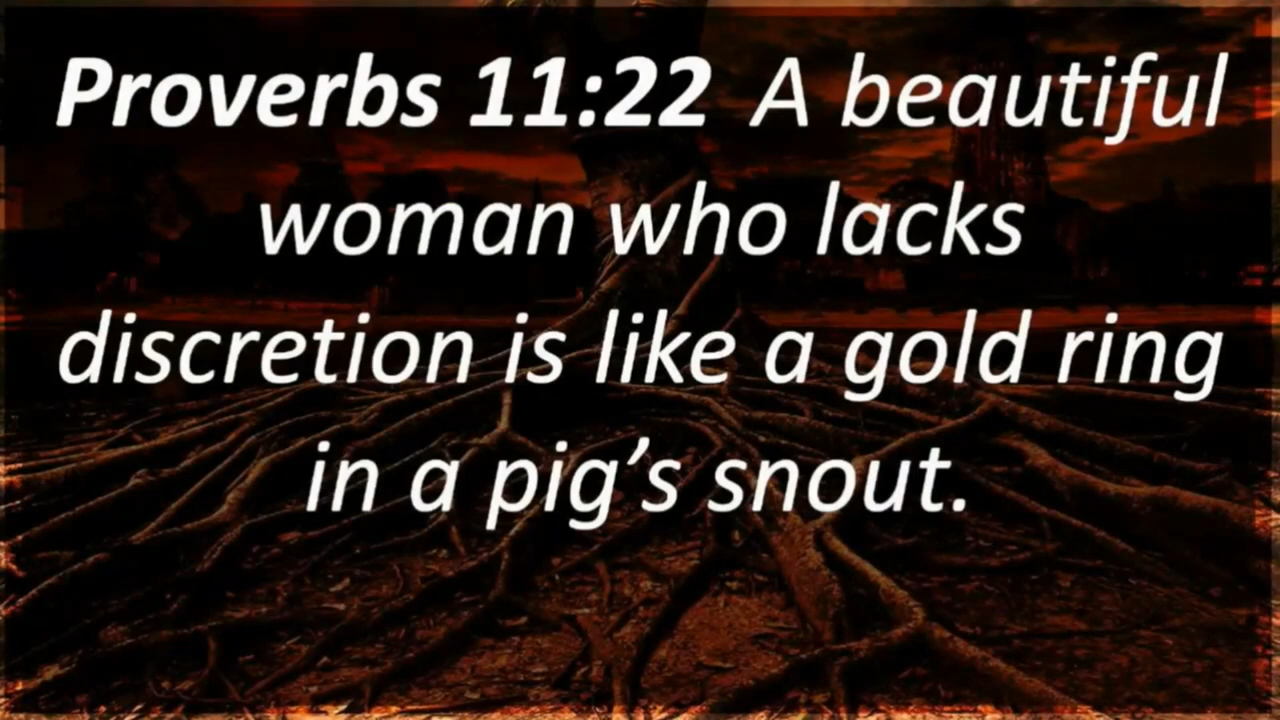 Proverbs 11:22 A beautiful
woman who lacks
discretion is like a gold ring
in a pig’s snout.